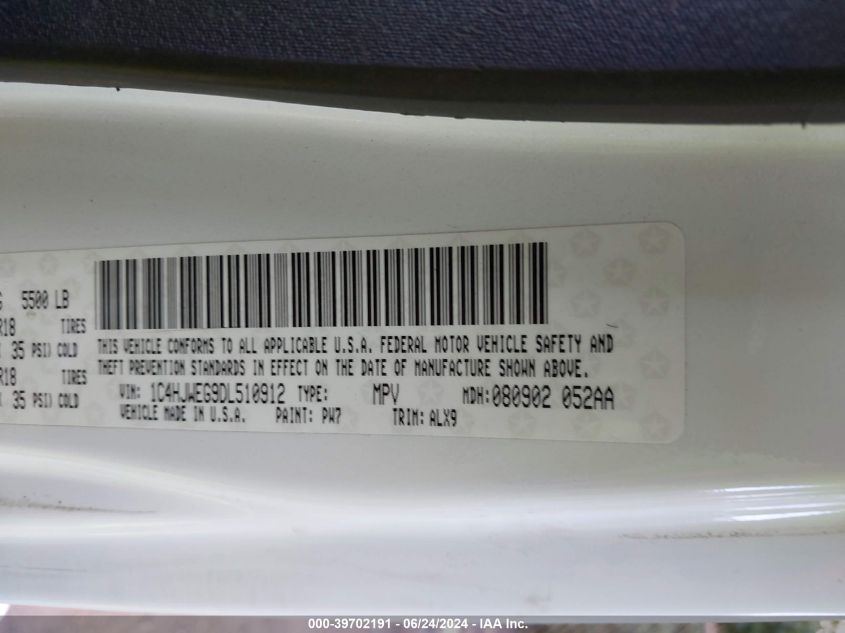 G 5500 LB
R18 TIRES
35 PSI) COLD
R18 TIRES
35 PSI) COLD
THIS VEHICLE CONFORMS TO ALL APPLICABLE U.S.A. FEDERAL MOTOR VEHICLE SAFETY AND
THEFT PREVENTION STANDARDS IN EFFECT ON THE DATE OF MANUFACTURE SHOWN ABOVE.
VIN: 1C4HJWEG9DL510912 TYPE: MPV MDH: 080902 052AA
VEHICLE MADE IN U.S.A. PAINT: PW7 TRIM: ALX9
000-39702191 - 06/24/2024 - IAA Inc.